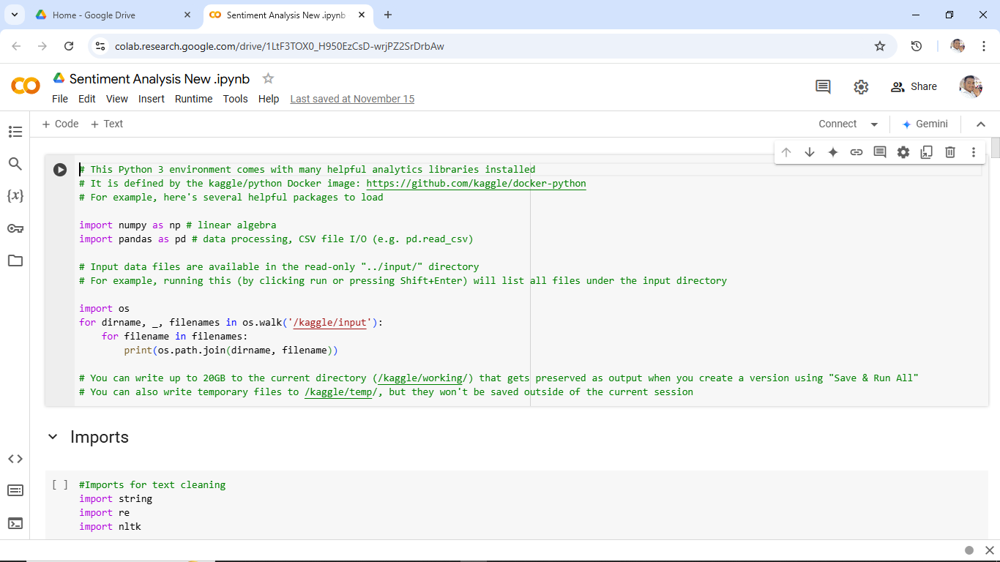 Home - Google Drive
Sentiment Analysis New .ipynb
colab.research.google.com/drive/1LtF3TOX0_H950EzCsD-wrjPZ2SrDrbAw
CO
Sentiment Analysis New .ipynb
File Edit View Insert Runtime Tools Help Last saved at November 15
Share
+ Code + Text
Connect
Gemini
{x}
# This Python 3 environment comes with many helpful analytics libraries installed
# It is defined by the kaggle/python Docker image: https://github.com/kaggle/docker-python
# For example, here's several helpful packages to load
import numpy as np # linear algebra
import pandas as pd # data processing, CSV file I/O (e.g. pd.read_csv)
# Input data files are available in the read-only "../input/" directory
# For example, running this (by clicking run or pressing Shift+Enter) will list all files under the input directory
import os
for dirname, _, filenames in os.walk('/kaggle/input'):
    for filename in filenames:
        print(os.path.join(dirname, filename))
# You can write up to 20GB to the current directory (/kaggle/working/) that gets preserved as output when you create a version using "Save & Run All"
# You can also write temporary files to /kaggle/temp/, but they won't be saved outside of the current session
Imports
[ ] #Imports for text cleaning
import string
import re
import nltk